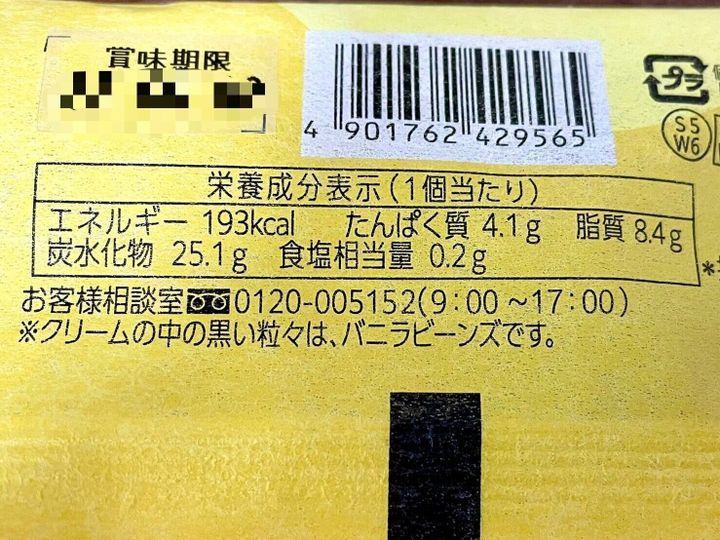 賞味期限
4 901762 429565
プラ
S5
W6
栄養成分表示(1個当たり)
エネルギー 193kcal たんぱく質 4.1g 脂質 8.4g
炭水化物 25.1g 食塩相当量 0.2g
お客様相談室 0120-005152(9:00~17:00)
※クリームの中の黒い粒々は、バニラビーンズです。